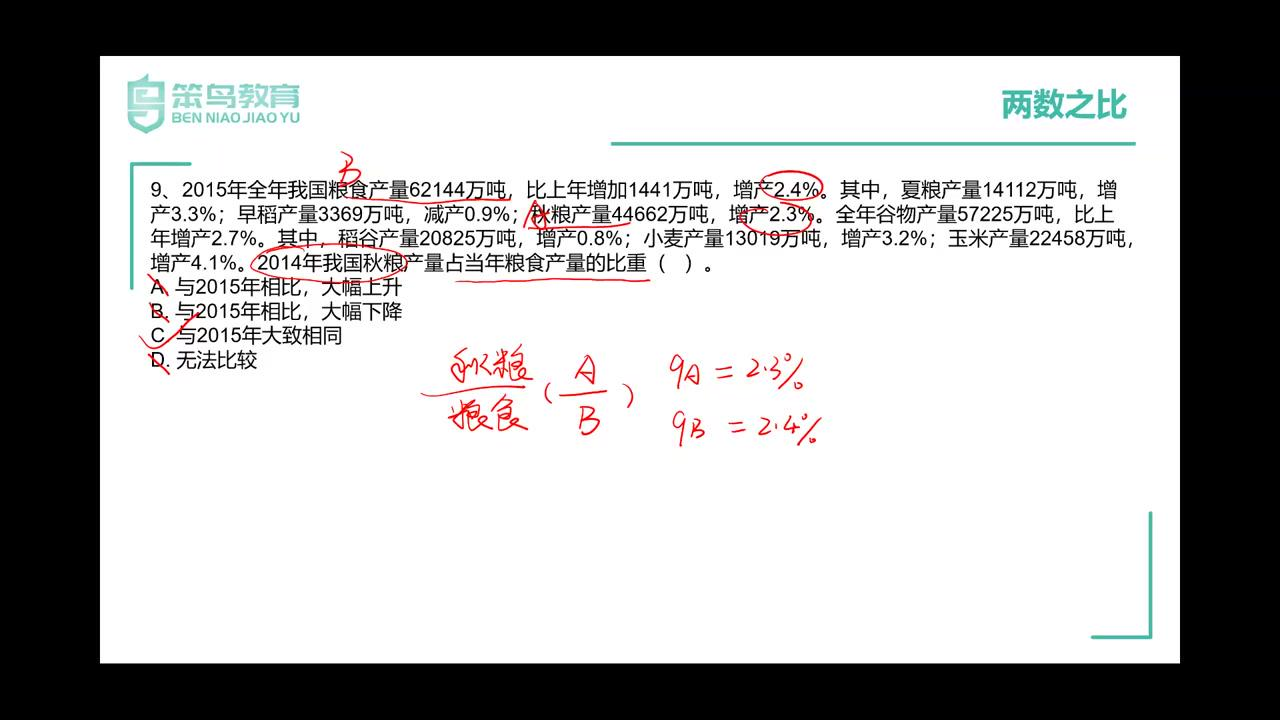 笨鸟教育
BEN NIAO JIAO YU
两数之比
B
9、2015年全年我国粮食产量62144万吨，比上年增加1441万吨，增产2.4%。其中，夏粮产量14112万吨，增
产3.3%；早稻产量3369万吨，减产0.9%；秋粮产量44662万吨，增产2.3%。全年谷物产量57225万吨，比上
A
年增产2.7%。其中，稻谷产量20825万吨，增产0.8%；小麦产量13019万吨，增产3.2%；玉米产量22458万吨，
增产4.1%。2014年我国秋粮产量占当年粮食产量的比重（ ）。
A. 与2015年相比，大幅上升
B. 与2015年相比，大幅下降
C. 与2015年大致相同
D. 无法比较
秋粮 A qA = 2.3%
粮食 ( B ) qB = 2.4%